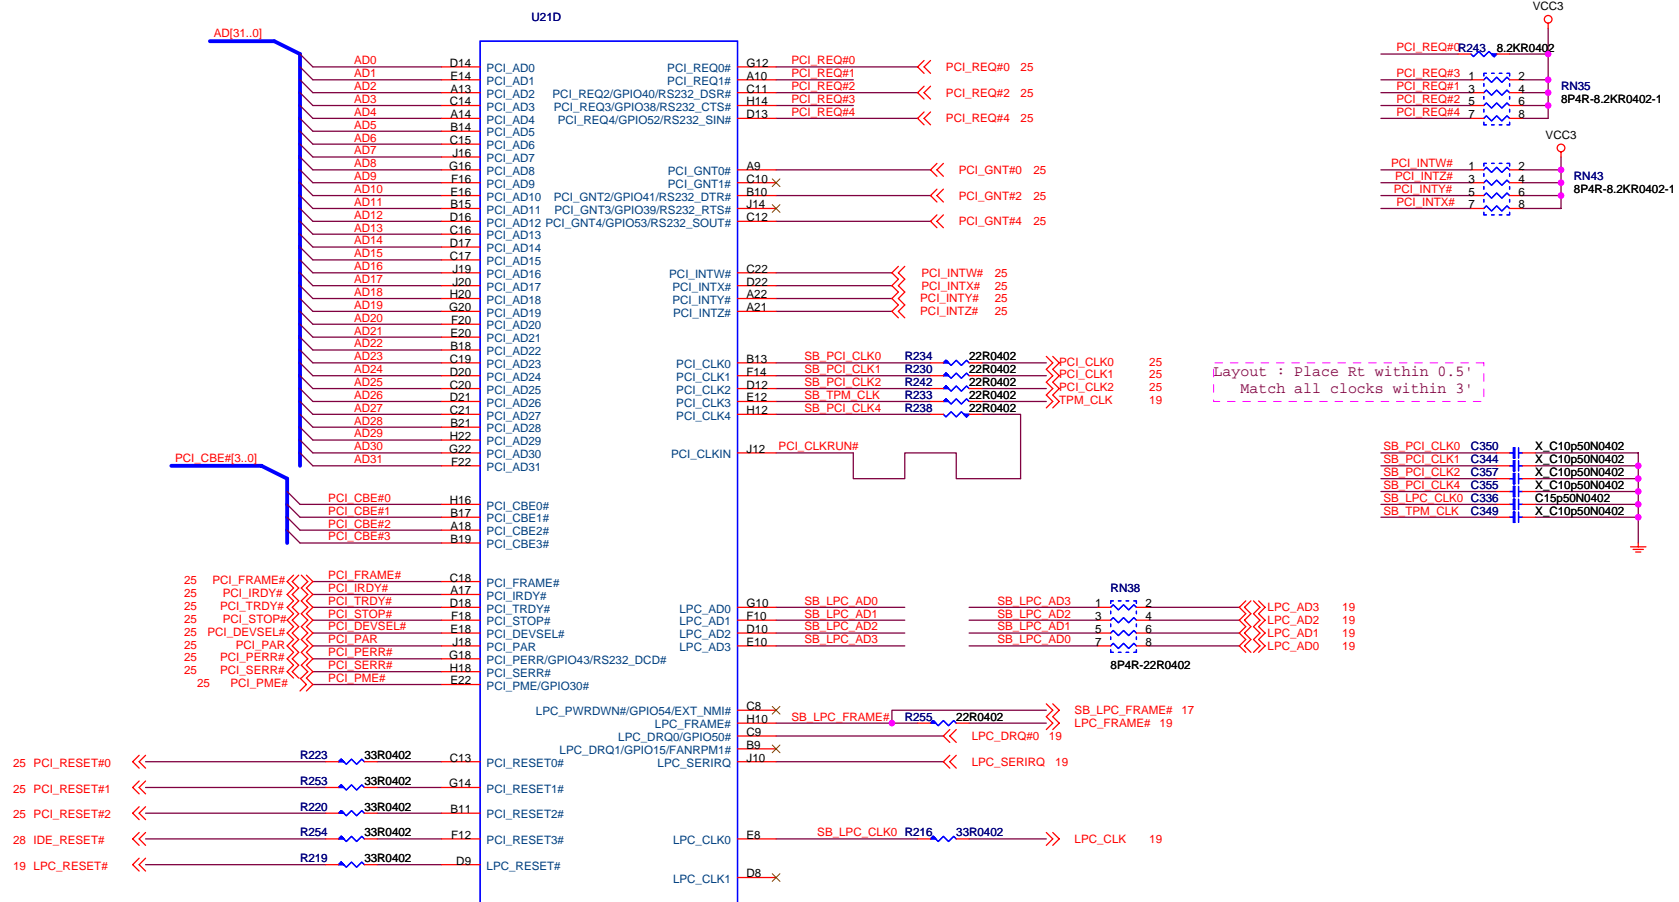 U21D
AD[31..0]
AD0 D14 PCI_AD0
AD1 E14 PCI_AD1
AD2 A13 PCI_AD2
AD3 C14 PCI_AD3
AD4 A14 PCI_AD4
AD5 B14 PCI_AD5
AD6 C15 PCI_AD6
AD7 J16 PCI_AD7
AD8 G16 PCI_AD8
AD9 F16 PCI_AD9
AD10 E16 PCI_AD10
AD11 B15 PCI_AD11
AD12 D16 PCI_AD12
AD13 C16 PCI_AD13
AD14 D17 PCI_AD14
AD15 C17 PCI_AD15
AD16 J19 PCI_AD16
AD17 J20 PCI_AD17
AD18 H20 PCI_AD18
AD19 G20 PCI_AD19
AD20 F20 PCI_AD20
AD21 E20 PCI_AD21
AD22 B18 PCI_AD22
AD23 C19 PCI_AD23
AD24 D20 PCI_AD24
AD25 C20 PCI_AD25
AD26 D21 PCI_AD26
AD27 C21 PCI_AD27
AD28 B21 PCI_AD28
AD29 H22 PCI_AD29
AD30 G22 PCI_AD30
AD31 F22 PCI_AD31
PCI_CBE#[3..0]
PCI_CBE#0 H16 PCI_CBE0#
PCI_CBE#1 B17 PCI_CBE1#
PCI_CBE#2 A18 PCI_CBE2#
PCI_CBE#3 B19 PCI_CBE3#
25 PCI_FRAME# PCI_FRAME# C18 PCI_FRAME#
25 PCI_IRDY# PCI_IRDY# A17 PCI_IRDY#
25 PCI_TRDY# PCI_TRDY# D18 PCI_TRDY#
25 PCI_STOP# PCI_STOP# F18 PCI_STOP#
25 PCI_DEVSEL# PCI_DEVSEL# E18 PCI_DEVSEL#
25 PCI_PAR PCI_PAR J18 PCI_PAR
25 PCI_PERR# PCI_PERR# G18 PCI_PERR/GPIO43/RS232_DCD#
25 PCI_SERR# PCI_SERR# H18 PCI_SERR#
25 PCI_PME# PCI_PME# E22 PCI_PME/GPIO30#
25 PCI_RESET#0 R223 33R0402 C13 PCI_RESET0#
25 PCI_RESET#1 R253 33R0402 G14 PCI_RESET1#
25 PCI_RESET#2 R220 33R0402 B11 PCI_RESET2#
28 IDE_RESET# R254 33R0402 F12 PCI_RESET3#
19 LPC_RESET# R219 33R0402 D9 LPC_RESET#
PCI_REQ0# G12 PCI_REQ#0 PCI_REQ#0 25
PCI_REQ1# A10 PCI_REQ#1
PCI_REQ2/GPIO40/RS232_DSR# C11 PCI_REQ#2 PCI_REQ#2 25
PCI_REQ3/GPIO38/RS232_CTS# H14 PCI_REQ#3
PCI_REQ4/GPIO52/RS232_SIN# D13 PCI_REQ#4 PCI_REQ#4 25
PCI_GNT0# A9 PCI_GNT#0 25
PCI_GNT1# C10
PCI_GNT2/GPIO41/RS232_DTR# B10 PCI_GNT#2 25
PCI_GNT3/GPIO39/RS232_RTS# J14
PCI_GNT4/GPIO53/RS232_SOUT# C12 PCI_GNT#4 25
PCI_INTW# C22 PCI_INTW# 25
PCI_INTX# D22 PCI_INTX# 25
PCI_INTY# A22 PCI_INTY# 25
PCI_INTZ# A21 PCI_INTZ# 25
PCI_CLK0 B13 SB_PCI_CLK0 R234 22R0402 PCI_CLK0 25
PCI_CLK1 F14 SB_PCI_CLK1 R230 22R0402 PCI_CLK1 25
PCI_CLK2 D12 SB_PCI_CLK2 R242 22R0402 PCI_CLK2 25
PCI_CLK3 E12 SB_TPM_CLK R233 22R0402 TPM_CLK 19
PCI_CLK4 H12 SB_PCI_CLK4 R238 22R0402
PCI_CLKIN J12 PCI_CLKRUN#
LPC_AD0 G10 SB_LPC_AD0
LPC_AD1 F10 SB_LPC_AD1
LPC_AD2 D10 SB_LPC_AD2
LPC_AD3 E10 SB_LPC_AD3
RN38
SB_LPC_AD3 1 2 LPC_AD3 19
SB_LPC_AD2 3 4 LPC_AD2 19
SB_LPC_AD1 5 6 LPC_AD1 19
SB_LPC_AD0 7 8 LPC_AD0 19
8P4R-22R0402
LPC_PWRDWN#/GPIO54/EXT_NMI# C8 SB_LPC_FRAME# 17
LPC_FRAME# H10 SB_LPC_FRAME# R255 22R0402 LPC_FRAME# 19
LPC_DRQ0/GPIO50# C9 LPC_DRQ#0 19
LPC_DRQ1/GPIO15/FANRPM1# B9
LPC_SERIRQ J10 LPC_SERIRQ 19
LPC_CLK0 E8 SB_LPC_CLK0 R216 33R0402 LPC_CLK 19
LPC_CLK1 D8
VCC3
PCI_REQ#0 R243 8.2KR0402
PCI_REQ#3 1 2 RN35
PCI_REQ#1 3 4 8P4R-8.2KR0402-1
PCI_REQ#2 5 6
PCI_REQ#4 7 8
VCC3
PCI_INTW# 1 2 RN43
PCI_INTZ# 3 4 8P4R-8.2KR0402-1
PCI_INTY# 5 6
PCI_INTX# 7 8
Layout : Place Rt within 0.5'
Match all clocks within 3'
SB_PCI_CLK0 C350 X_C10p50N0402
SB_PCI_CLK1 C344 X_C10p50N0402
SB_PCI_CLK2 C357 X_C10p50N0402
SB_PCI_CLK4 C355 X_C10p50N0402
SB_LPC_CLK0 C336 C15p50N0402
SB_TPM_CLK C349 X_C10p50N0402